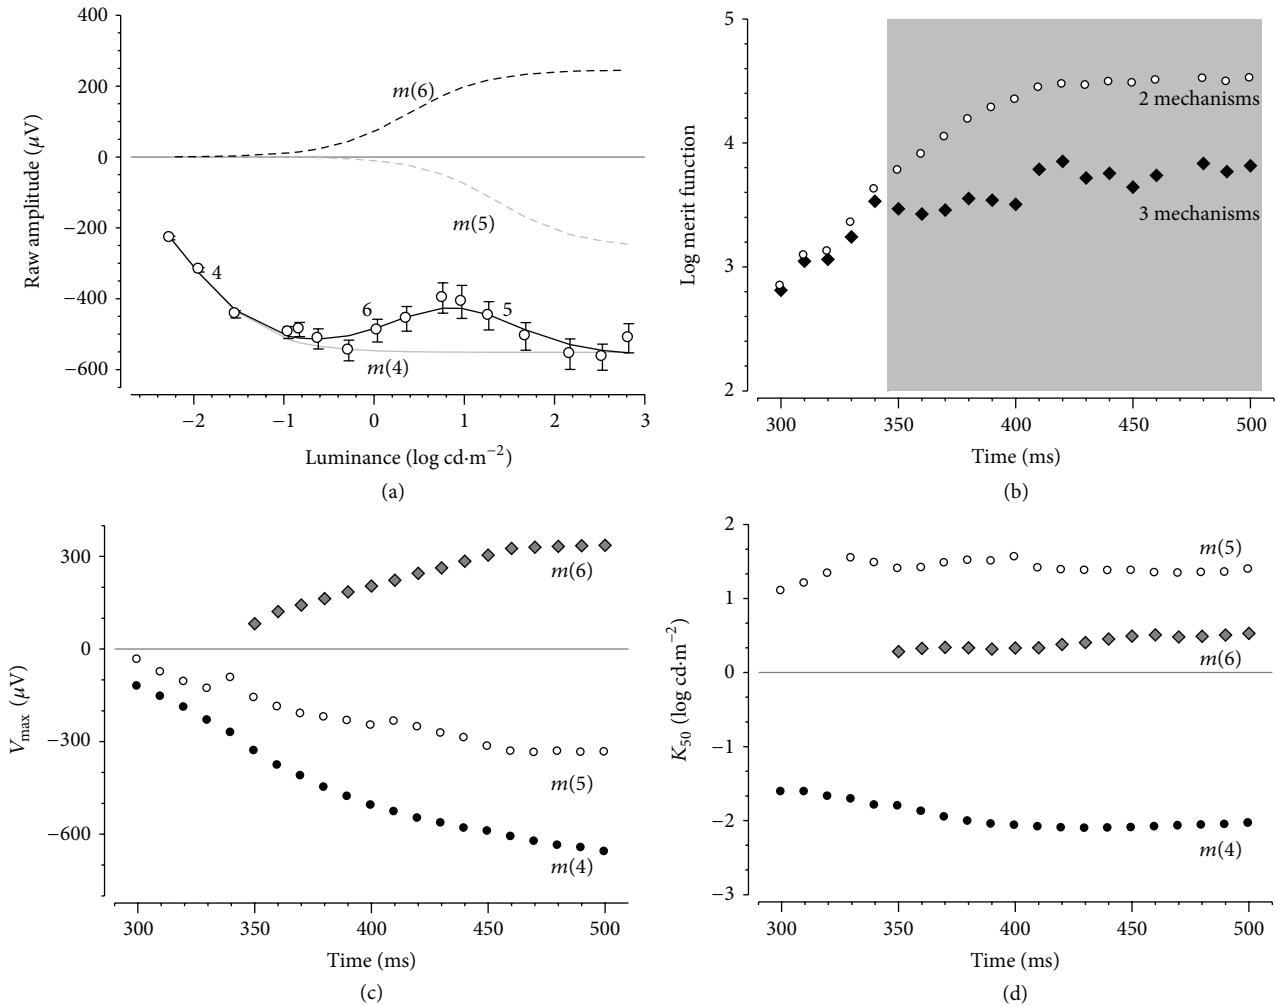 400
200
0
−200
−400
−600
Raw amplitude (μV)
m(6)
m(5)
4
6
5
m(4)
−2
−1
0
1
2
3
Luminance (log cd·m−2)
(a)
5
4
3
2
Log merit function
2 mechanisms
3 mechanisms
300
350
400
450
500
Time (ms)
(b)
300
0
−300
−600
Vmax (μV)
m(6)
m(5)
m(4)
300
350
400
450
500
Time (ms)
(c)
2
1
0
−1
−2
−3
K50 (log cd·m−2)
m(5)
m(6)
m(4)
300
350
400
450
500
Time (ms)
(d)